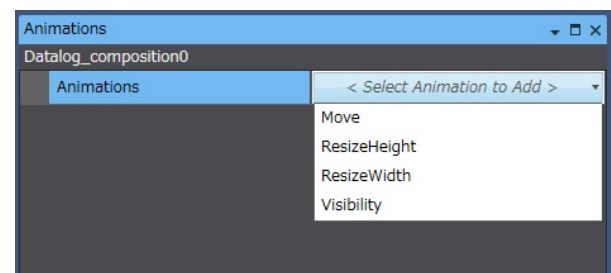 Animations
Datalog_composition0
Animations < Select Animation to Add >
Move
ResizeHeight
ResizeWidth
Visibility